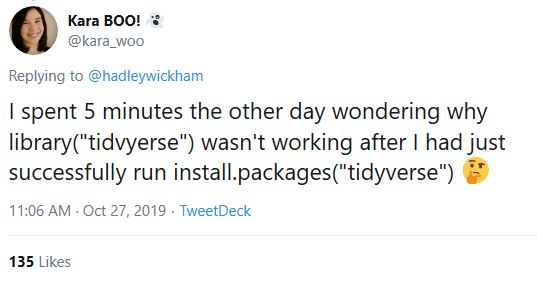 Kara BOO! 👻
@kara_woo
Replying to @hadleywickham
I spent 5 minutes the other day wondering why
library("tidvyerse") wasn't working after I had just
successfully run install.packages("tidyverse") 🤔
11:06 AM · Oct 27, 2019 · TweetDeck
135 Likes